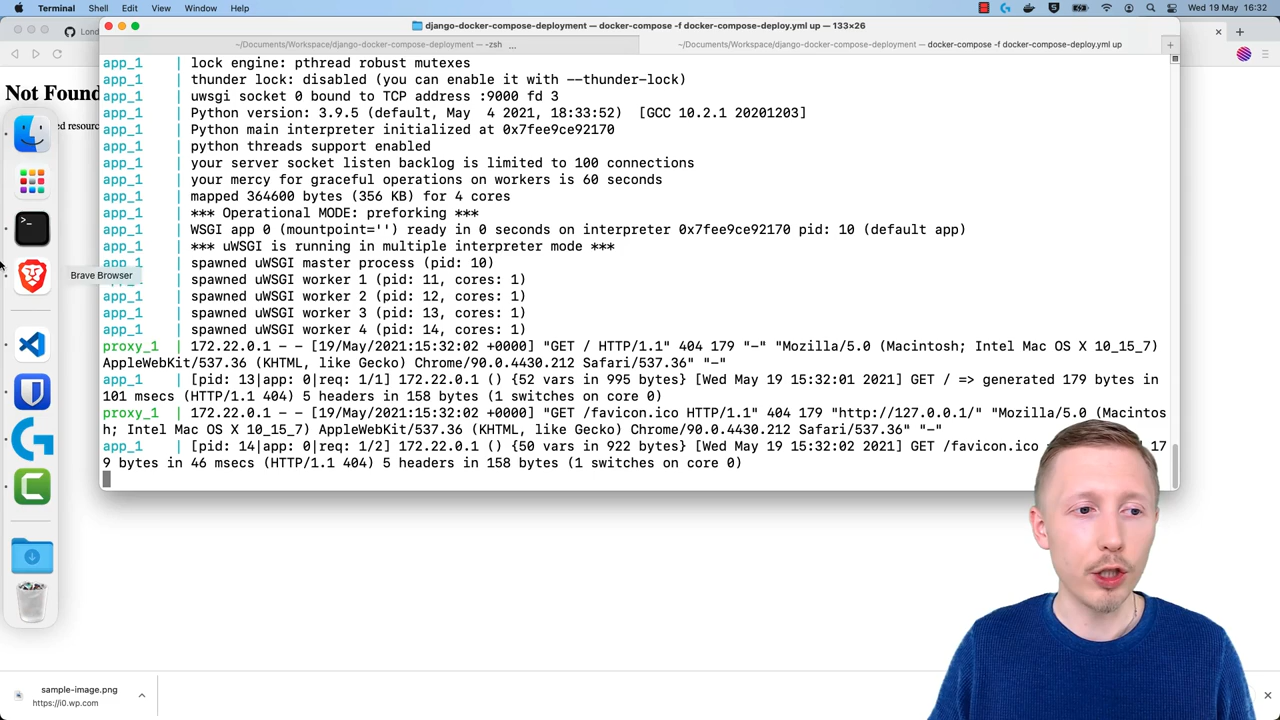 Terminal Shell Edit View Window Help
Wed 19 May 16:32
django-docker-compose-deployment — docker-compose -f docker-compose-deploy.yml up — 133×26
~/Documents/Workspace/django-docker-compose-deployment — -zsh ...
~/Documents/Workspace/django-docker-compose-deployment — docker-compose -f docker-compose-deploy.yml up
Lond
Not Found
ed resourc
Brave Browser
app_1 | lock engine: pthread robust mutexes
app_1 | thunder lock: disabled (you can enable it with --thunder-lock)
app_1 | uwsgi socket 0 bound to TCP address :9000 fd 3
app_1 | Python version: 3.9.5 (default, May 4 2021, 18:33:52) [GCC 10.2.1 20201203]
app_1 | Python main interpreter initialized at 0x7fee9ce92170
app_1 | python threads support enabled
app_1 | your server socket listen backlog is limited to 100 connections
app_1 | your mercy for graceful operations on workers is 60 seconds
app_1 | mapped 364600 bytes (356 KB) for 4 cores
app_1 | *** Operational MODE: preforking ***
app_1 | WSGI app 0 (mountpoint='') ready in 0 seconds on interpreter 0x7fee9ce92170 pid: 10 (default app)
app_1 | *** uWSGI is running in multiple interpreter mode ***
app_1 | spawned uWSGI master process (pid: 10)
app_1 | spawned uWSGI worker 1 (pid: 11, cores: 1)
app_1 | spawned uWSGI worker 2 (pid: 12, cores: 1)
app_1 | spawned uWSGI worker 3 (pid: 13, cores: 1)
app_1 | spawned uWSGI worker 4 (pid: 14, cores: 1)
proxy_1 | 172.22.0.1 - - [19/May/2021:15:32:02 +0000] "GET / HTTP/1.1" 404 179 "-" "Mozilla/5.0 (Macintosh; Intel Mac OS X 10_15_7)
AppleWebKit/537.36 (KHTML, like Gecko) Chrome/90.0.4430.212 Safari/537.36" "-"
app_1 | [pid: 13|app: 0|req: 1/1] 172.22.0.1 () {52 vars in 995 bytes} [Wed May 19 15:32:01 2021] GET / => generated 179 bytes in
101 msecs (HTTP/1.1 404) 5 headers in 158 bytes (1 switches on core 0)
proxy_1 | 172.22.0.1 - - [19/May/2021:15:32:02 +0000] "GET /favicon.ico HTTP/1.1" 404 179 "http://127.0.0.1/" "Mozilla/5.0 (Macintos
h; Intel Mac OS X 10_15_7) AppleWebKit/537.36 (KHTML, like Gecko) Chrome/90.0.4430.212 Safari/537.36" "-"
app_1 | [pid: 14|app: 0|req: 1/2] 172.22.0.1 () {50 vars in 922 bytes} [Wed May 19 15:32:02 2021] GET /favicon.ico 17
9 bytes in 46 msecs (HTTP/1.1 404) 5 headers in 158 bytes (1 switches on core 0)
sample-image.png
https://i0.wp.com